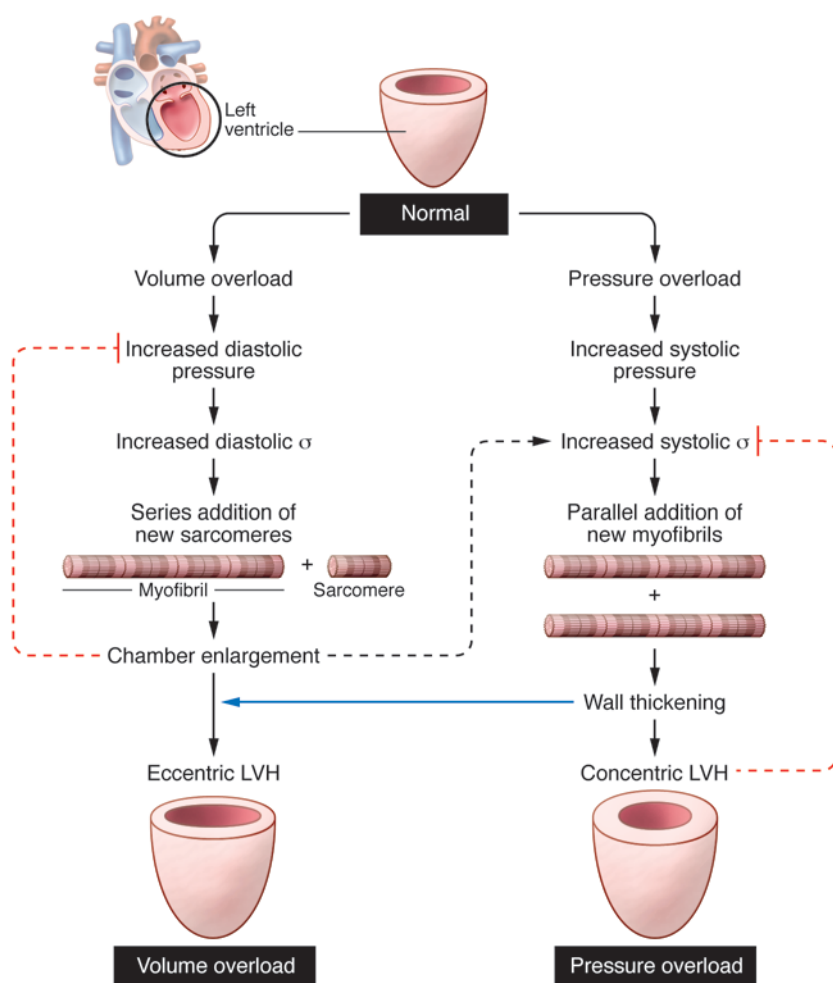 Left
ventricle
Normal
Volume overload
Pressure overload
Increased diastolic
pressure
Increased systolic
pressure
Increased diastolic σ
Increased systolic σ
Series addition of
new sarcomeres
Parallel addition of
new myofibrils
+
Myofibril
Sarcomere
+
Chamber enlargement
Wall thickening
Eccentric LVH
Concentric LVH
Volume overload
Pressure overload